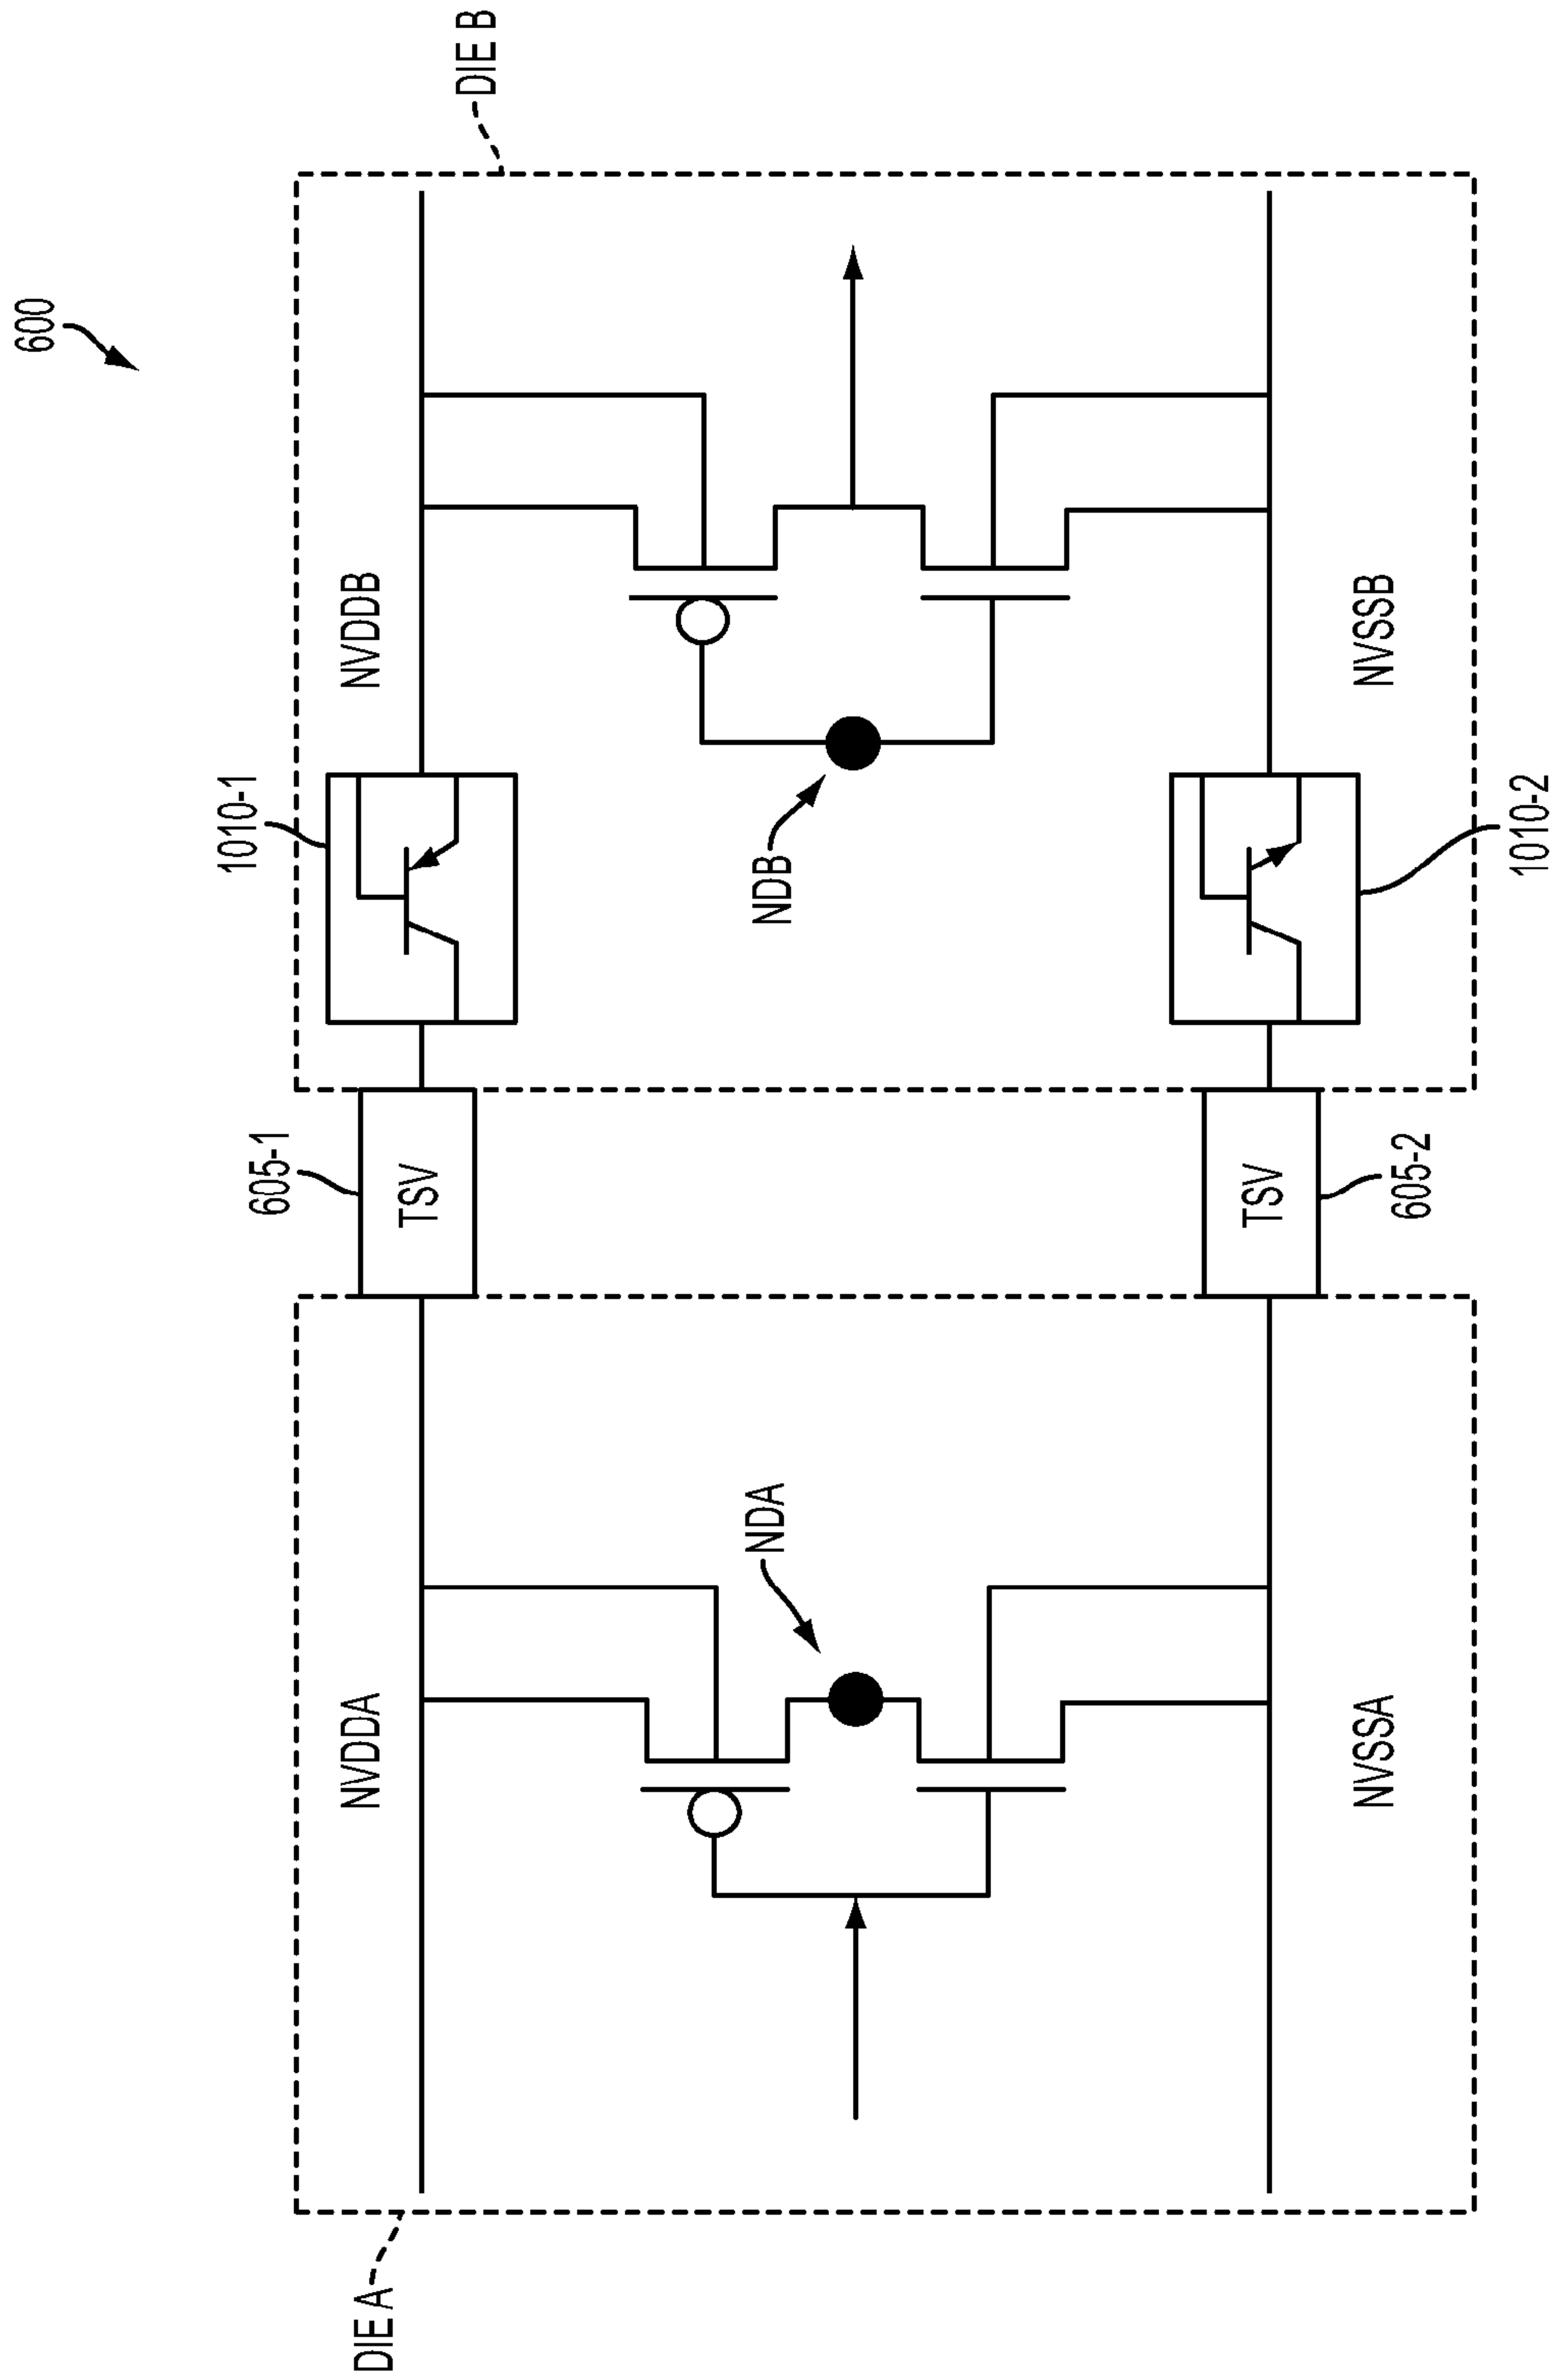 600
DIE A
DIE B
NVDDA
605-1
TSV
1010-1
NVDDB
NDA
NDB
NVSSA
TSV
605-2
1010-2
NVSSB